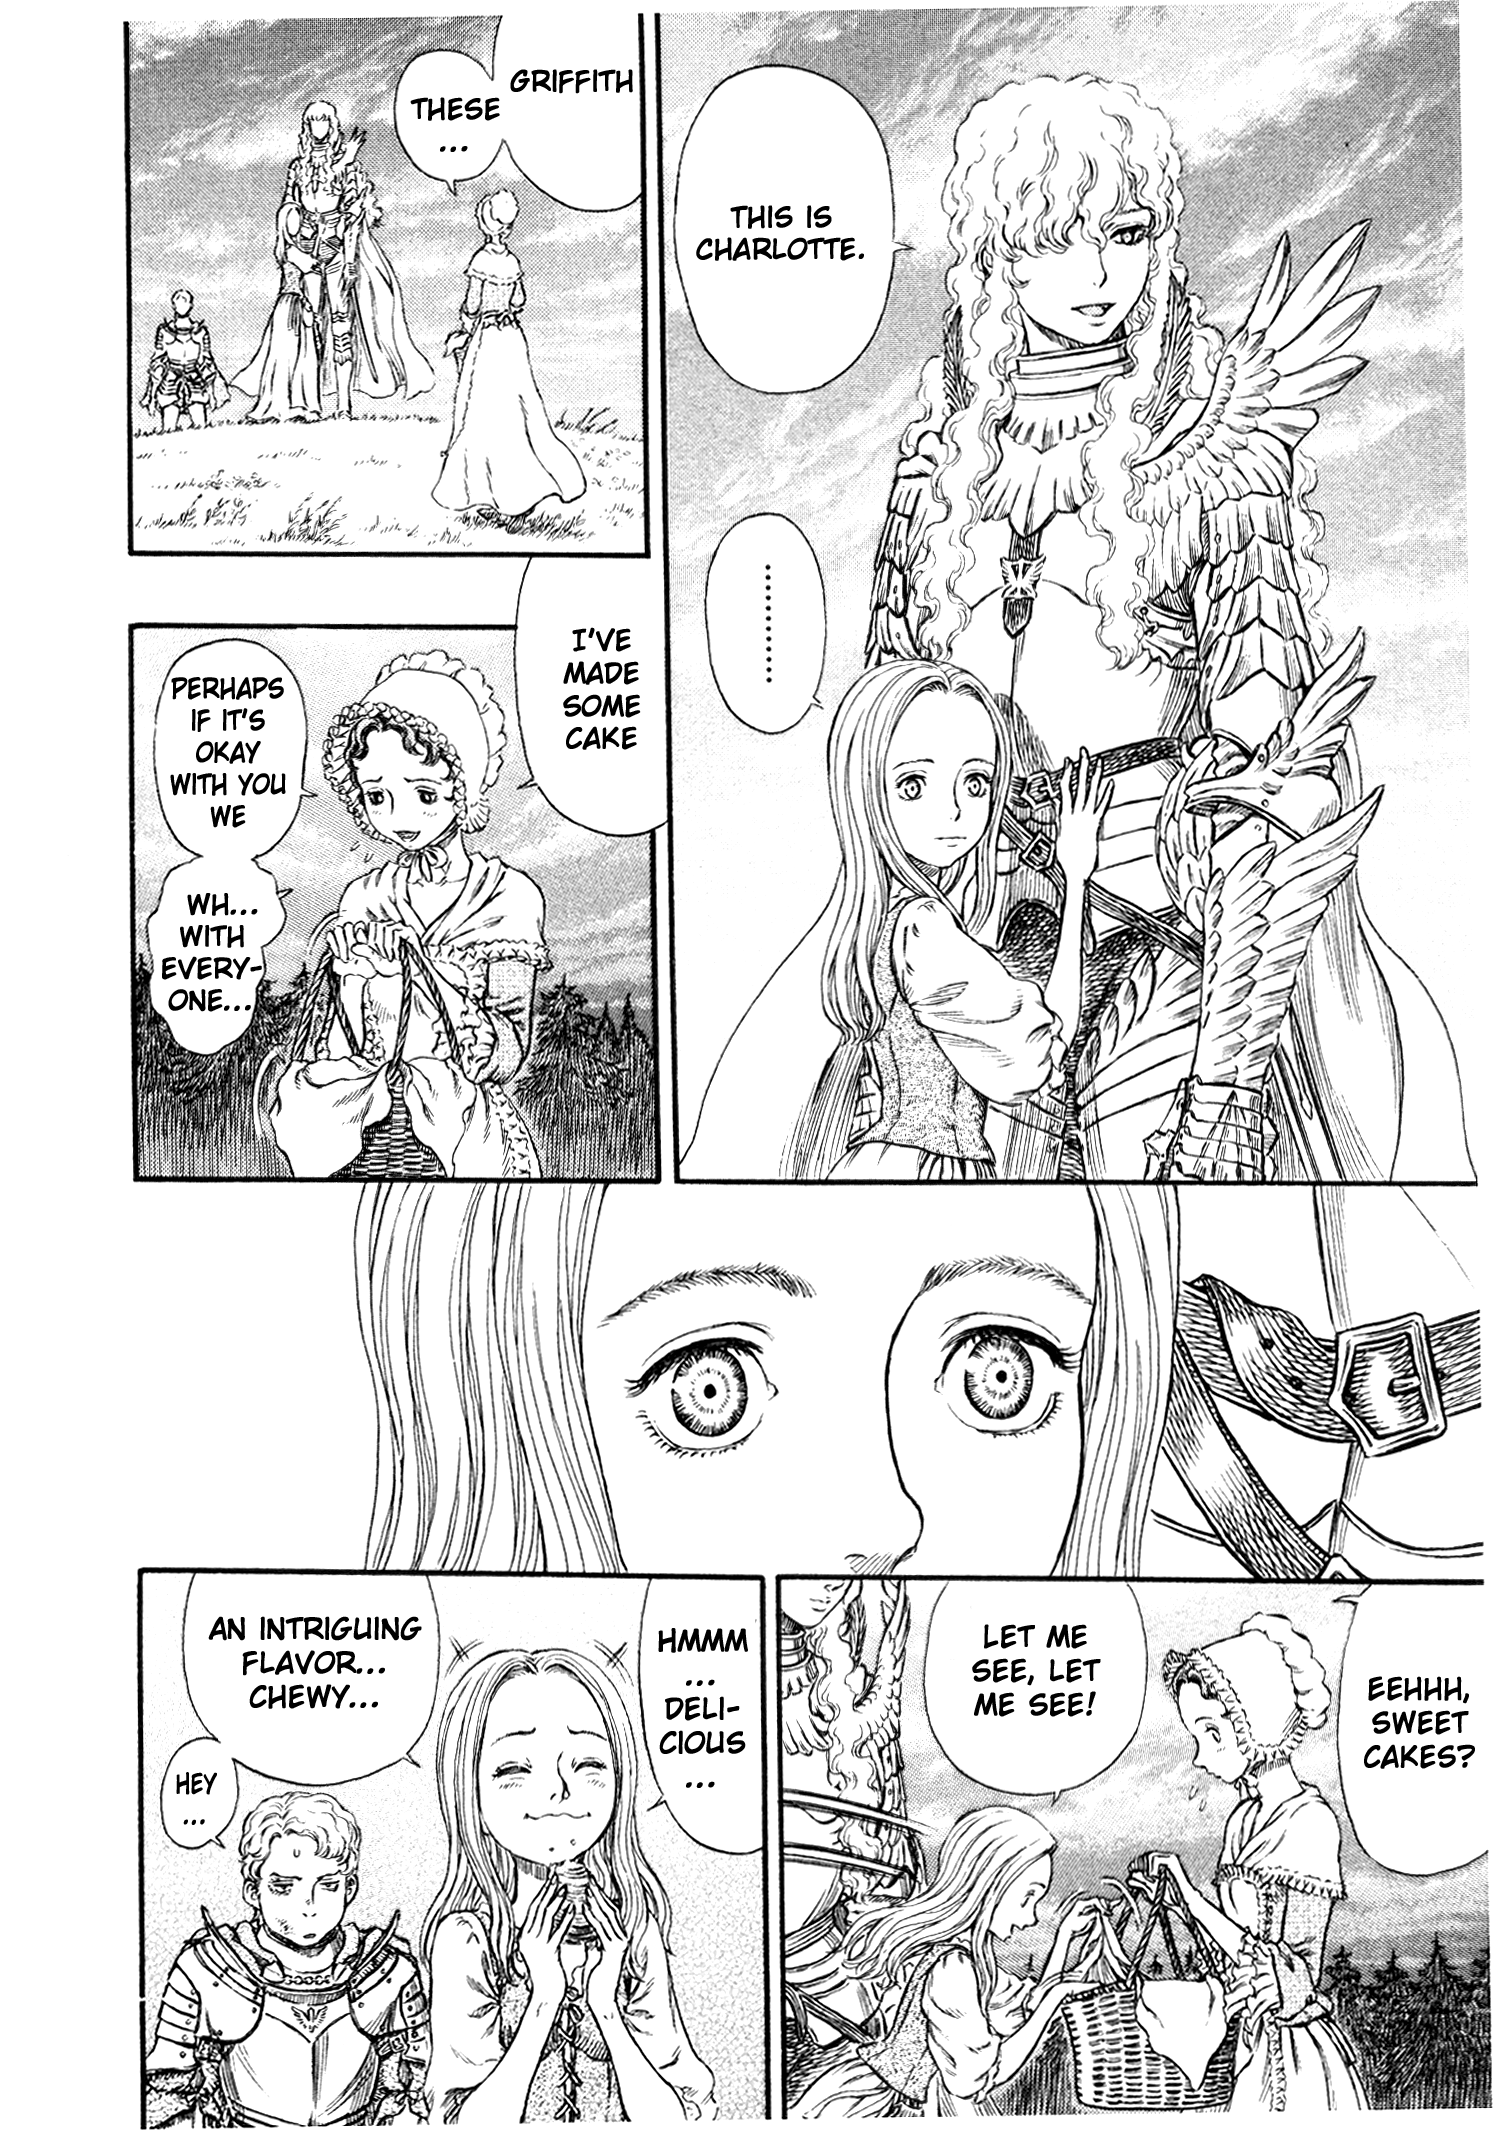 THIS IS
CHARLOTTE.
..........
GRIFFITH
THESE
...
I'VE
MADE
SOME
CAKE
PERHAPS
IF IT'S
OKAY
WITH YOU
WE
WH...
WITH
EVERY-
ONE...
EEHHH,
SWEET
CAKES?
LET ME
SEE, LET
ME SEE!
HMMM
...
DELI-
CIOUS
...
AN INTRIGUING
FLAVOR...
CHEWY...
HEY
...